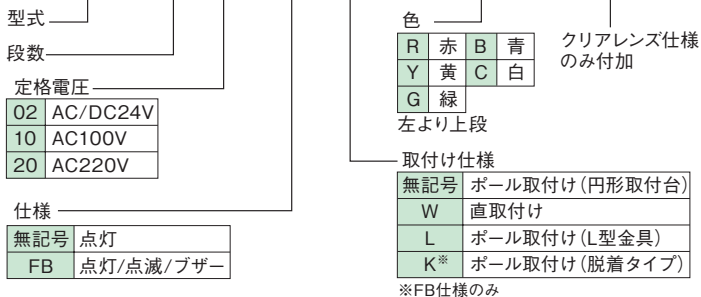 型式
段数
定格電圧
02 AC/DC24V
10 AC100V
20 AC220V
仕様
無記号 点灯
FB 点灯/点滅/ブザー
色
R 赤 B 青
Y 黄 C 白
G 緑
左より上段
クリアレンズ仕様
のみ付加
取付け仕様
無記号 ポール取付け(円形取付台)
W 直取付け
L ポール取付け(L型金具)
K※ ポール取付け(脱着タイプ)
※FB仕様のみ